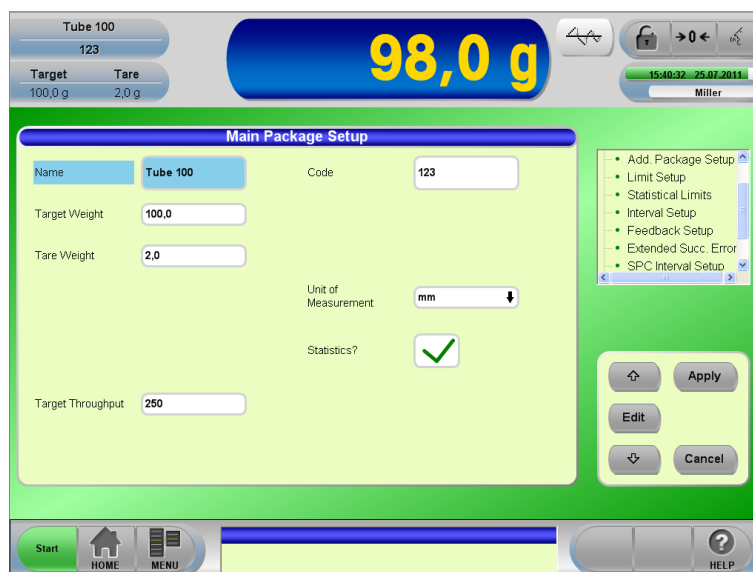 Tube 100
123
Target Tare
100,0 g 2,0 g
98,0 g
→0←
15:40:32 25.07.2011
Miller
Main Package Setup
Name Tube 100 Code 123
Target Weight 100,0
Tare Weight 2,0
Unit of
Measurement mm
Statistics?
Target Throughput 250
Add. Package Setup
Limit Setup
Statistical Limits
Interval Setup
Feedback Setup
Extended Succ. Error
SPC Interval Setup
Apply
Edit
Cancel
Start HOME MENU HELP